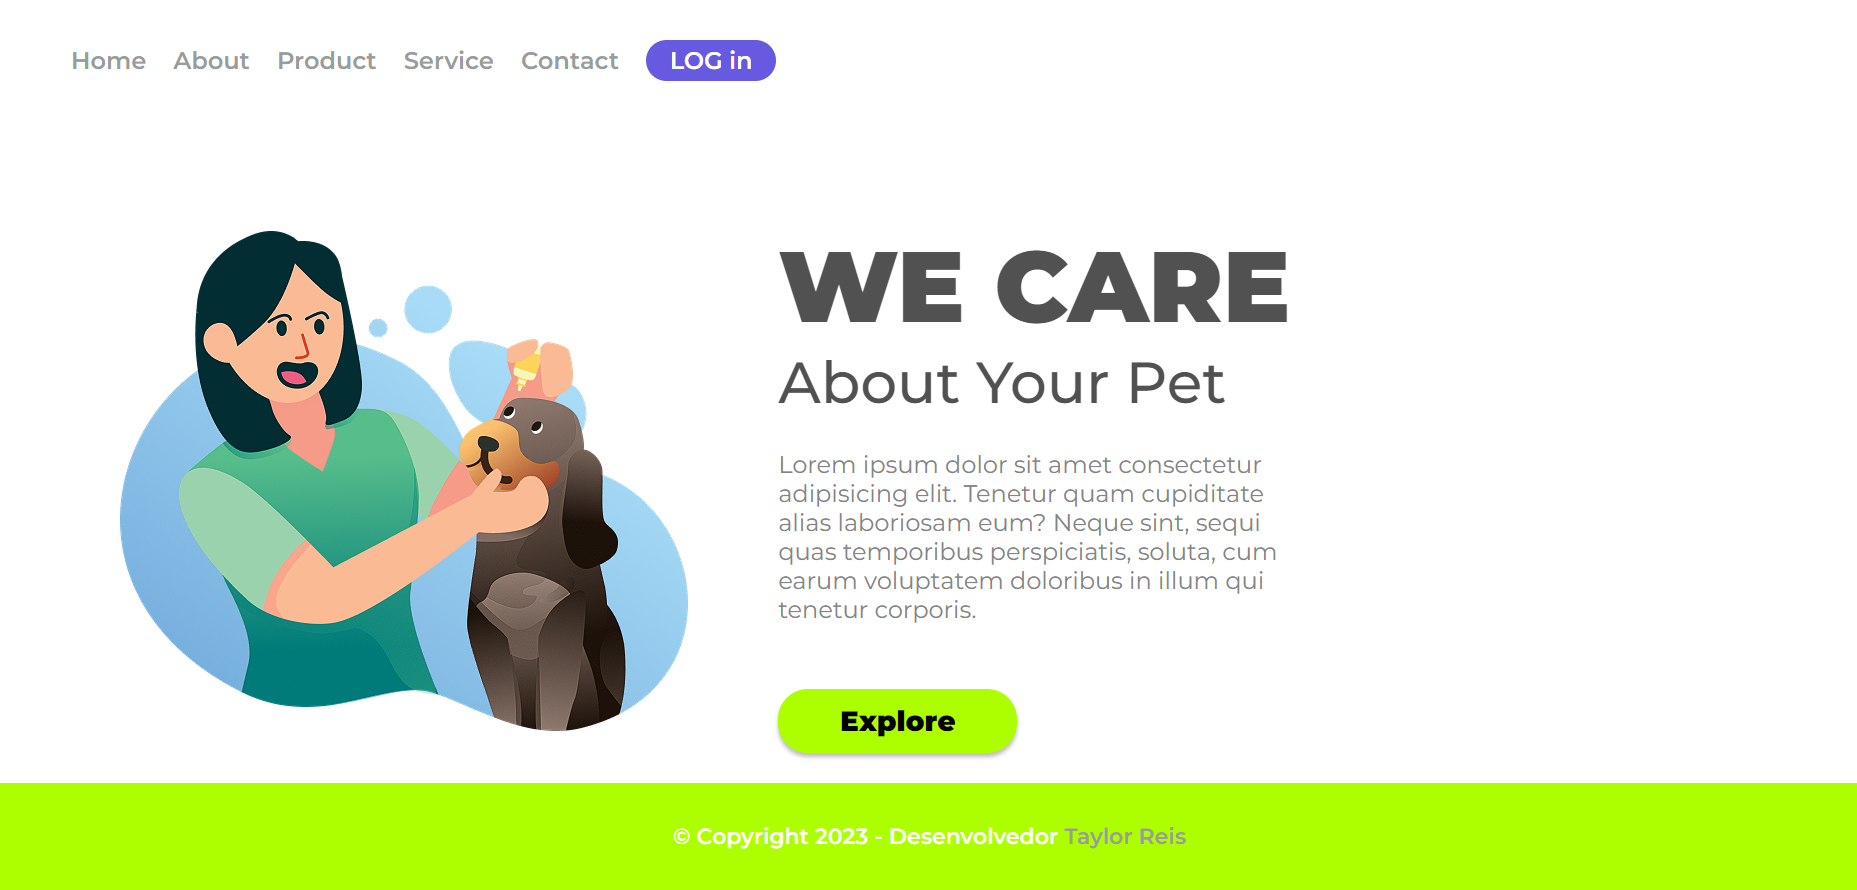 Home About Product Service Contact LOG in
WE CARE
About Your Pet
Lorem ipsum dolor sit amet consectetur
adipisicing elit. Tenetur quam cupiditate
alias laboriosam eum? Neque sint, sequi
quas temporibus perspiciatis, soluta, cum
earum voluptatem doloribus in illum qui
tenetur corporis.
Explore
© Copyright 2023 - Desenvolvedor Taylor Reis